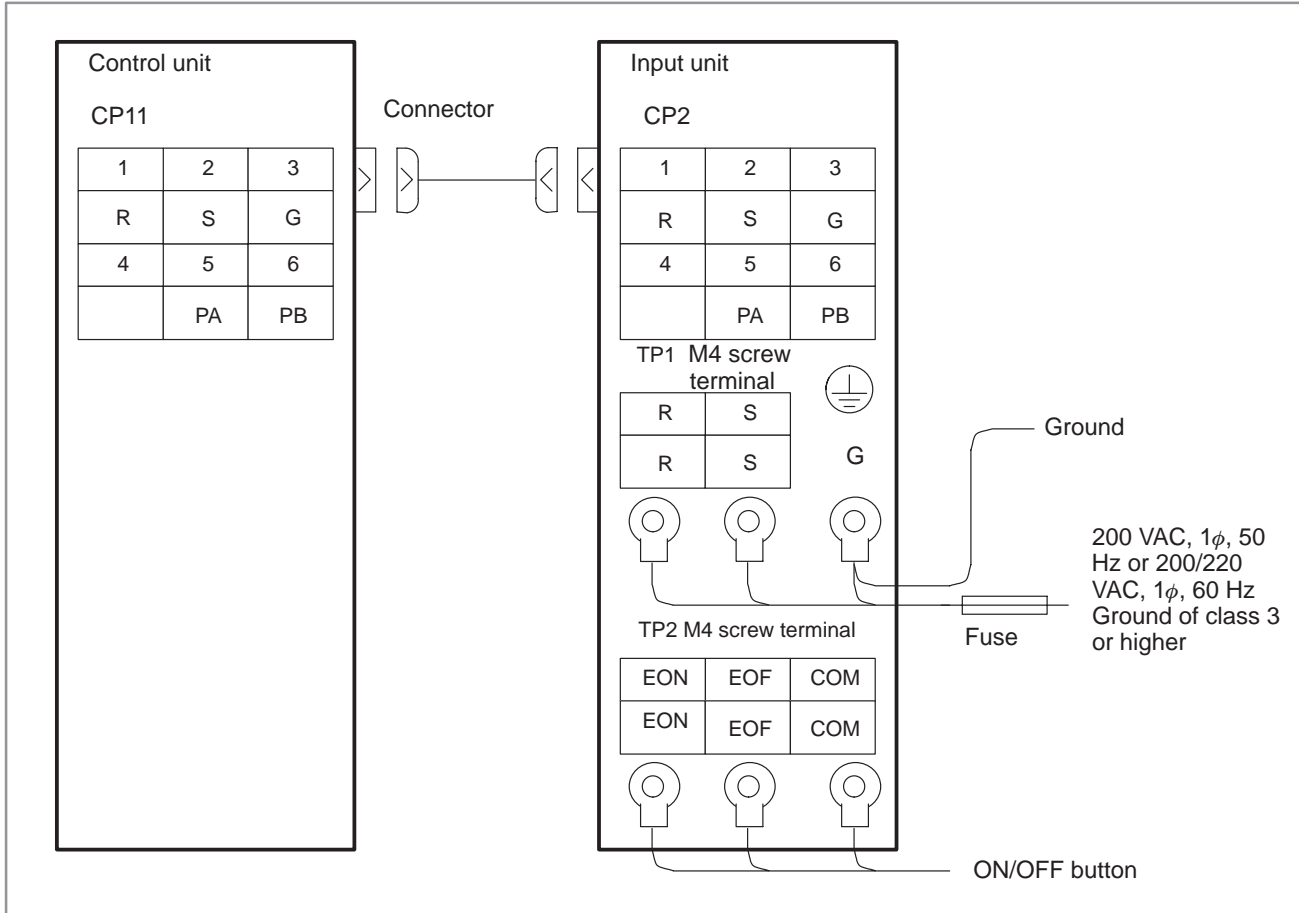 Control unit
CP11
1 2 3
R S G
4 5 6
PA PB
Connector
Input unit
CP2
1 2 3
R S G
4 5 6
PA PB
TP1 M4 screw
terminal
R S
R S
G
Ground
200 VAC, 1ϕ, 50
Hz or 200/220
VAC, 1ϕ, 60 Hz
Ground of class 3
or higher
Fuse
TP2 M4 screw terminal
EON EOF COM
EON EOF COM
ON/OFF button